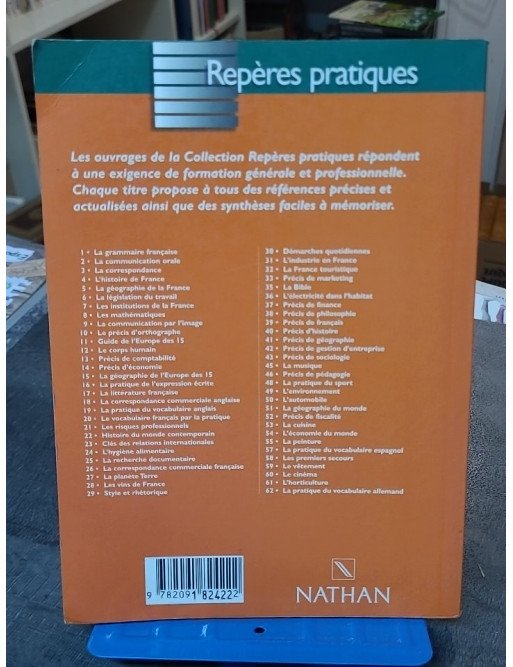 Repères pratiques
Les ouvrages de la Collection Repères pratiques répondent
à une exigence de formation générale et professionnelle.
Chaque titre propose à tous des références précises et
actualisées ainsi que des synthèses faciles à mémoriser.
1 • La grammaire française
2 • La communication orale
3 • La correspondance
4 • L'histoire de France
5 • La géographie de la France
6 • La législation du travail
7 • Les institutions de la France
8 • Les mathématiques
9 • La communication par l'image
10 • Le précis d'orthographe
11 • Guide de l'Europe des 15
12 • Le corps humain
13 • Précis de comptabilité
14 • Précis d'économie
15 • La géographie de l'Europe des 15
16 • La pratique de l'expression écrite
17 • La littérature française
18 • La correspondance commerciale anglaise
19 • La pratique du vocabulaire anglais
20 • Le vocabulaire français par la pratique
21 • Les risques professionnels
22 • Histoire du monde contemporain
23 • Clés des relations internationales
24 • L'hygiène alimentaire
25 • La recherche documentaire
26 • La correspondance commerciale française
27 • La planète Terre
28 • Les vins de France
29 • Style et rhétorique
30 • Démarches quotidiennes
31 • L'industrie en France
32 • La France touristique
33 • Précis de marketing
35 • La Bible
36 • L'électricité dans l'habitat
37 • Précis de finance
38 • Précis de philosophie
39 • Précis de français
40 • Précis d'histoire
41 • Précis de géographie
42 • Précis de gestion d'entreprise
43 • Précis de sociologie
45 • La musique
46 • Précis de pédagogie
48 • La pratique du sport
49 • L'environnement
50 • L'automobile
51 • La géographie du monde
52 • Précis de fiscalité
53 • La cuisine
54 • L'économie du monde
55 • La peinture
57 • La pratique du vocabulaire espagnol
58 • Les premiers secours
59 • Le vêtement
60 • Le cinéma
61 • L'horticulture
62 • La pratique du vocabulaire allemand
9 782091 824222
NATHAN